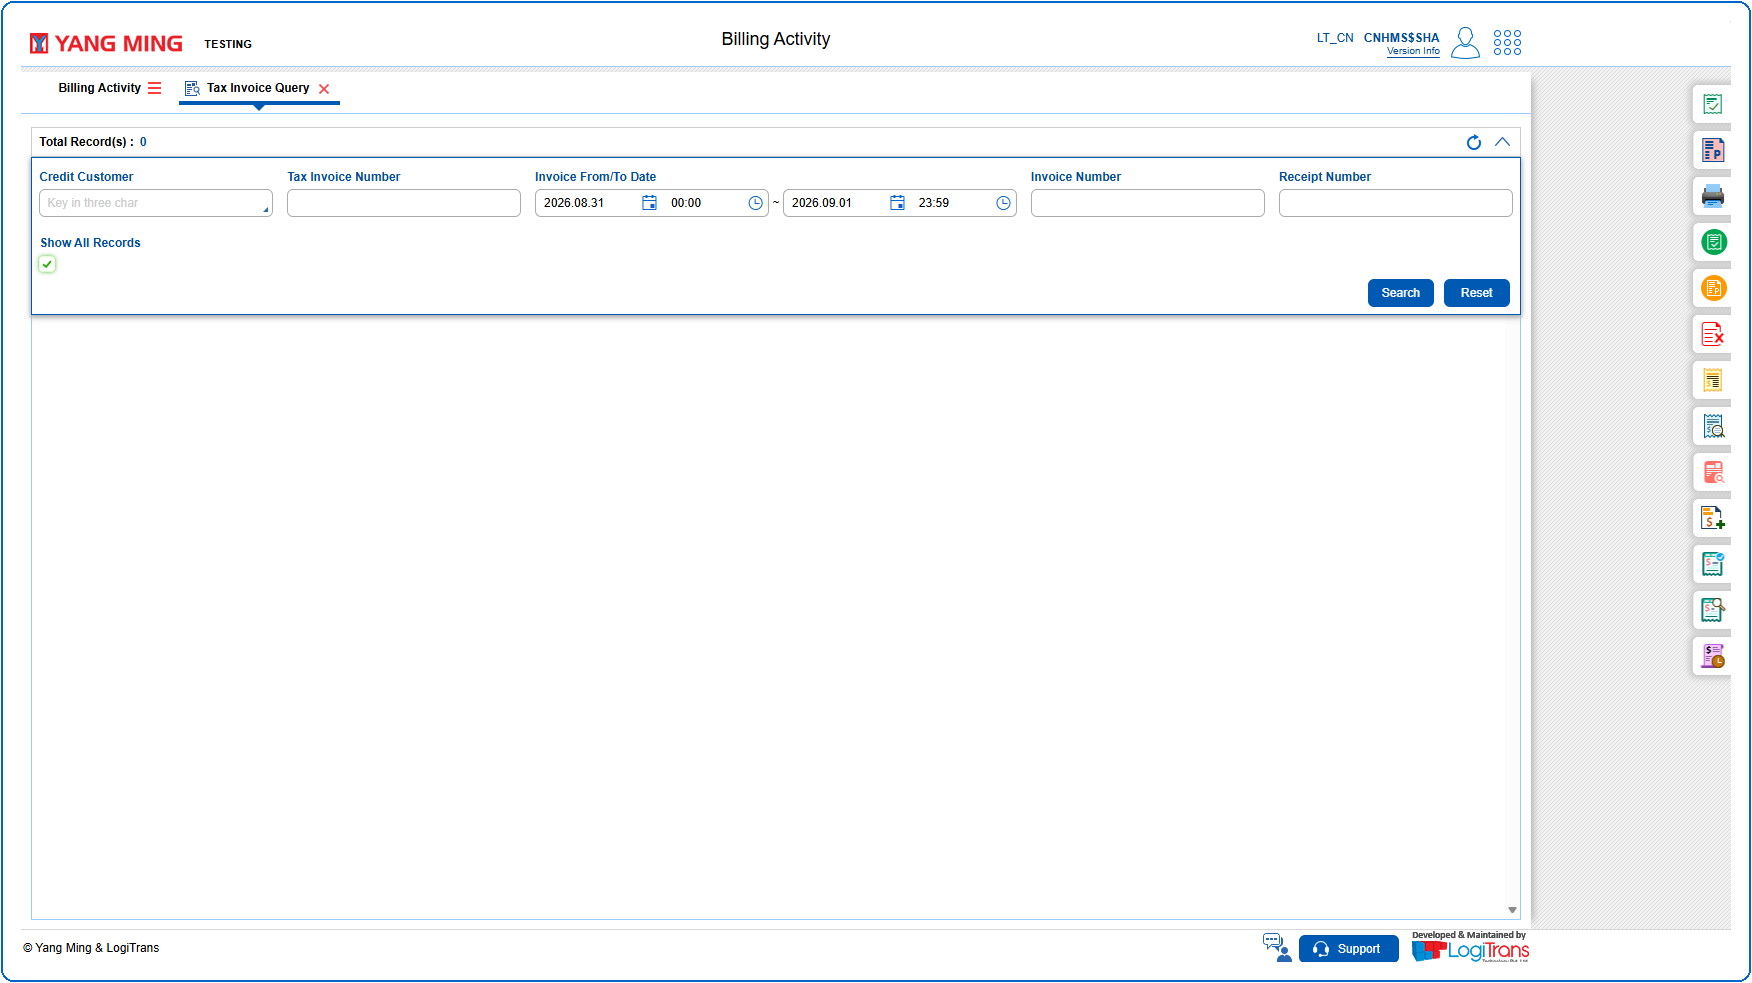 YANG MING TESTING
Billing Activity
LT_CN CNHMS$SHA
Version Info
Billing Activity Tax Invoice Query
Total Record(s) : 0
Credit Customer Tax Invoice Number Invoice From/To Date Invoice Number Receipt Number
Key in three char 2026.08.31 00:00 ~ 2026.09.01 23:59
Show All Records
Search Reset
© Yang Ming & LogiTrans
Support
Developed & Maintained by
LogiTrans
Technology Pvt. Ltd.